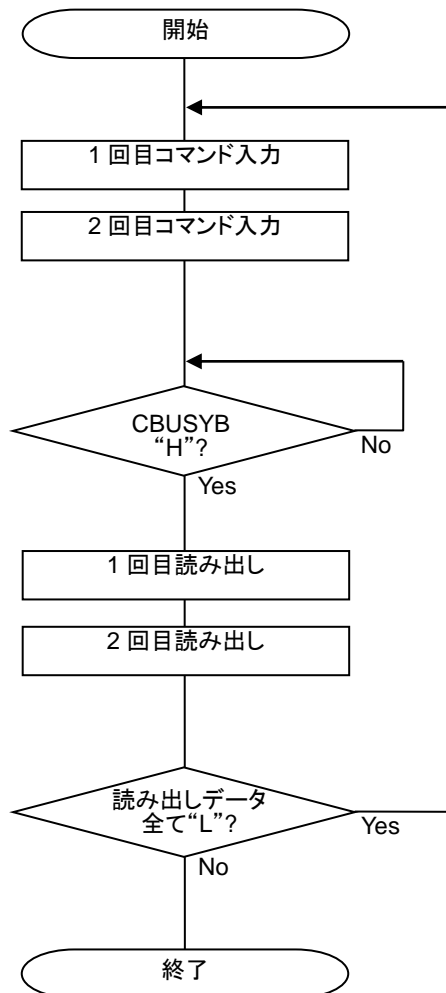 開始
1 回目コマンド入力
2 回目コマンド入力
CBUSYB
“H”?
No
Yes
1 回目読み出し
2 回目読み出し
読み出しデータ
全て“L”?
Yes
No
終了